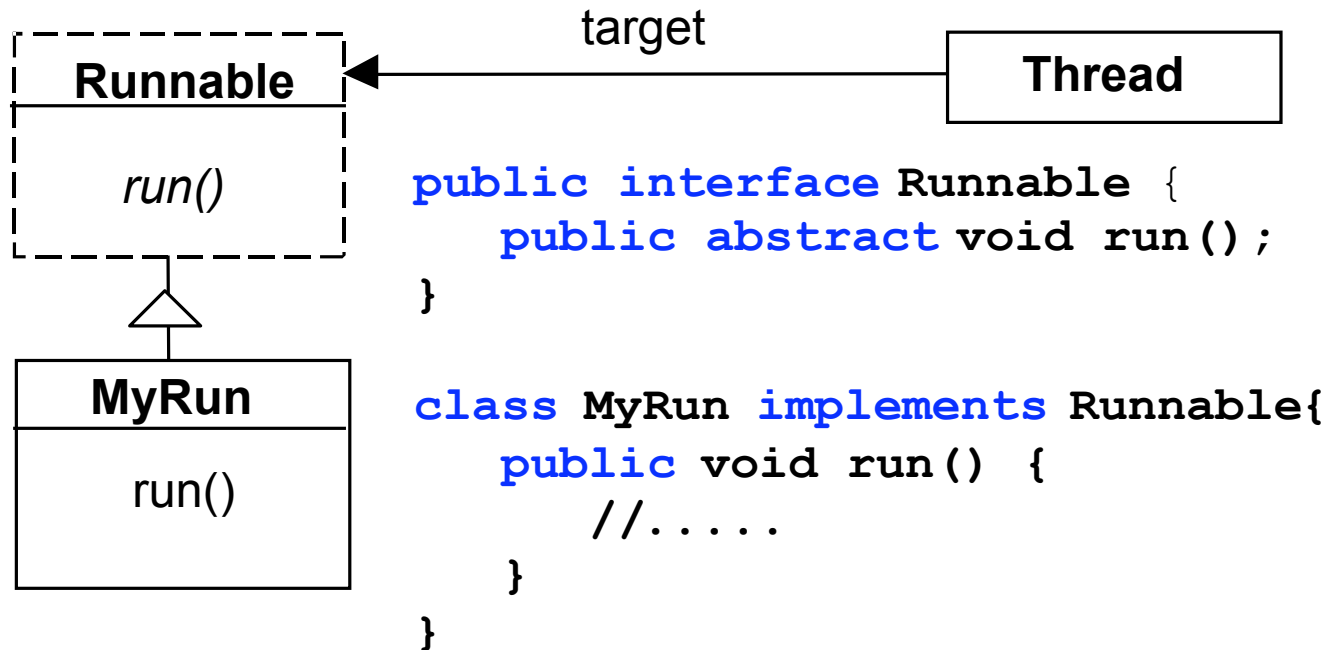 target
Runnable
Thread
run()
public interface Runnable {
public abstract void run();
}
MyRun
run()
class MyRun implements Runnable{
public void run() {
//.....
}
}